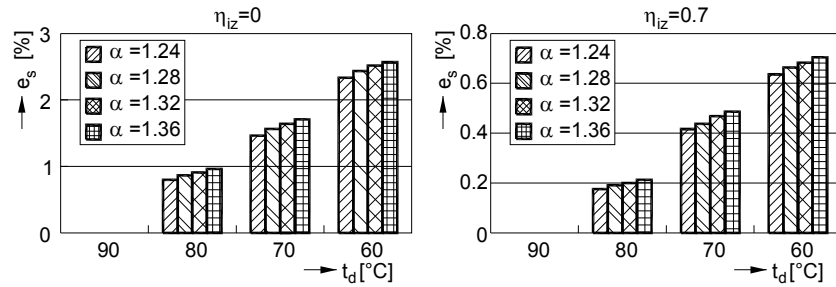 η_iz=0
e_s [%]
3
2
1
0
α =1.24
α =1.28
α =1.32
α =1.36
90 80 70 60
t_d [°C]
η_iz=0.7
e_s [%]
0.8
0.6
0.4
0.2
0
α =1.24
α =1.28
α =1.32
α =1.36
90 80 70 60
t_d [°C]